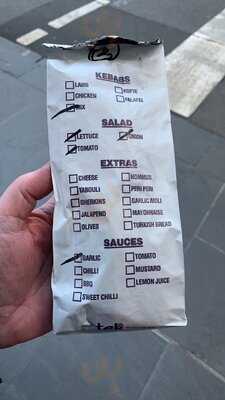 KEBABS
LAMB KOFTE
CHICKEN FALAFEL
MIX
SALAD
LETTUCE ONION
TOMATO
EXTRAS
CHEESE HOMMUS
TABOULI PERI PERI
GHERKINS GARLIC AIOLI
JALAPENO MAYONNAISE
OLIVES TURKISH BREAD
SAUCES
GARLIC TOMATO
CHILLI MUSTARD
BBQ LEMON JUICE
SWEET CHILLI